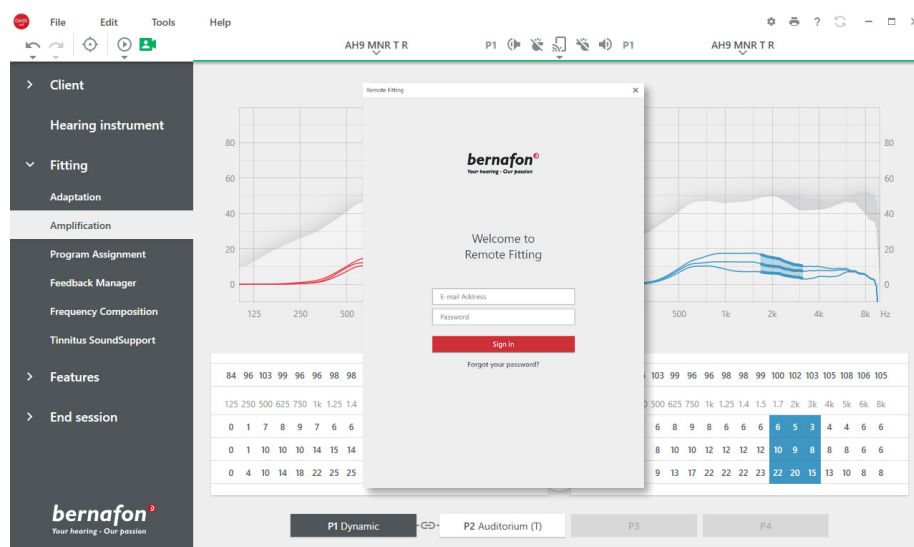 OASIS
File Edit Tools Help
AH9 MNR T R P1 P1 AH9 MNR T R
Client
Hearing instrument
Fitting
Adaptation
Amplification
Program Assignment
Feedback Manager
Frequency Composition
Tinnitus SoundSupport
Features
End session
bernafon
Your hearing • Our passion
Remote Fitting
bernafon
Your hearing • Our passion
Welcome to
Remote Fitting
E-mail Address
Password
Sign in
Forgot your password?
80 80
60 60
40 40
20 20
0 0
125 250 500 500 1k 2k 4k 8k Hz
84 96 103 99 96 96 98 98 103 99 96 96 98 98 99 100 102 103 105 108 106 105
125 250 500 625 750 1k 1.25 1.4 500 625 750 1k 1.25 1.4 1.5 1.7 2k 3k 4k 5k 6k 8k
0 1 7 8 9 7 6 6 6 8 9 8 6 6 6 6 5 3 4 4 6 6
0 1 10 10 10 14 15 14 8 10 10 12 12 12 12 10 9 8 8 8 6 6
0 4 10 14 18 22 25 25 9 13 17 22 22 22 23 22 20 15 13 10 8 8
P1 Dynamic P2 Auditorium (T) P3 P4